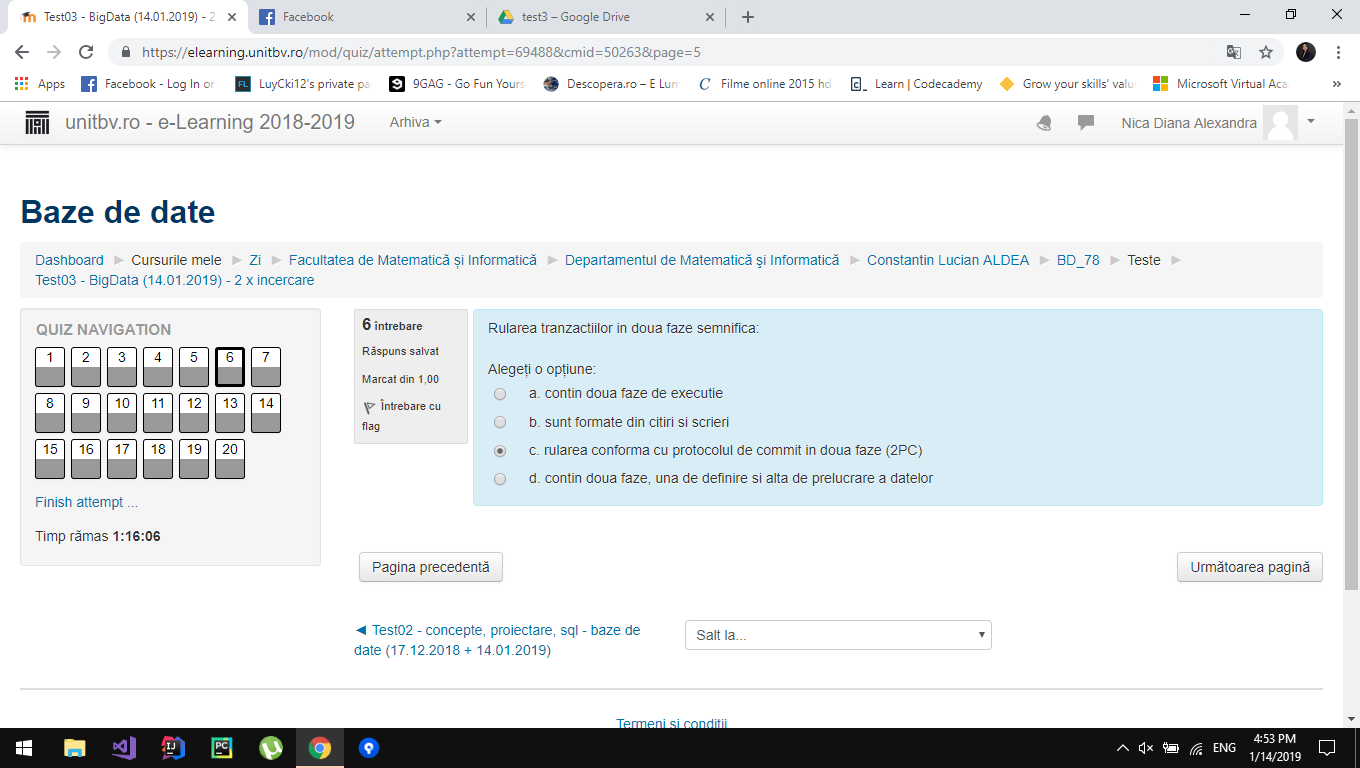 Test03 - BigData (14.01.2019) - 2
Facebook
test3 – Google Drive
https://elearning.unitbv.ro/mod/quiz/attempt.php?attempt=69488&cmid=50263&page=5
Apps
Facebook - Log In or
LuyCki12's private pa
9GAG - Go Fun Yours
Descopera.ro – E Lum
Filme online 2015 hd
Learn | Codecademy
Grow your skills' valu
Microsoft Virtual Aca
»
unitbv.ro - e-Learning 2018-2019
Arhiva
Nica Diana Alexandra
Baze de date
Dashboard ► Cursurile mele ► Zi ► Facultatea de Matematică și Informatică ► Departamentul de Matematică şi Informatică ► Constantin Lucian ALDEA ► BD_78 ► Teste ►
Test03 - BigData (14.01.2019) - 2 x incercare
QUIZ NAVIGATION
1 2 3 4 5 6 7
8 9 10 11 12 13 14
15 16 17 18 19 20
Finish attempt ...
Timp rămas 1:16:06
6 întrebare
Răspuns salvat
Marcat din 1,00
Întrebare cu
flag
Rularea tranzactiilor in doua faze semnifica:
Alegeți o opțiune:
a. contin doua faze de executie
b. sunt formate din citiri si scrieri
c. rularea conforma cu protocolul de commit in doua faze (2PC)
d. contin doua faze, una de definire si alta de prelucrare a datelor
Pagina precedentă
Următoarea pagină
◄ Test02 - concepte, proiectare, sql - baze de
date (17.12.2018 + 14.01.2019)
Salt la...
Termeni si conditii
ENG
4:53 PM
1/14/2019